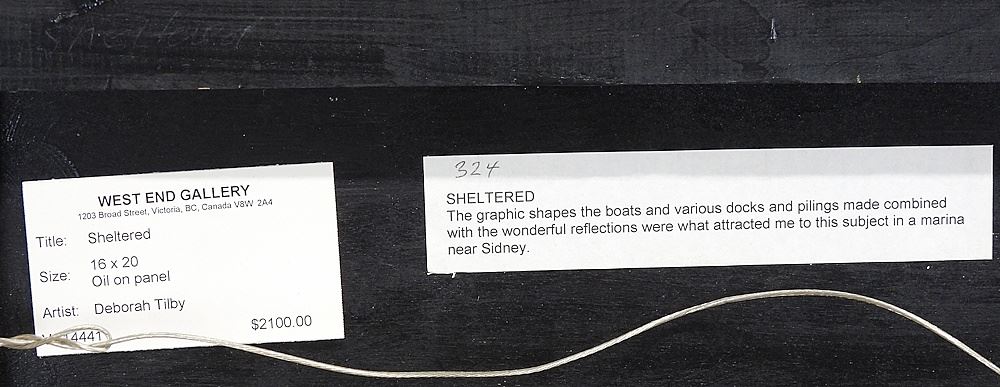 Sheltered
WEST END GALLERY
1203 Broad Street, Victoria, BC, Canada V8W 2A4
Title: Sheltered
Size: 16 x 20
Oil on panel
Artist: Deborah Tilby
4441
$2100.00
324
SHELTERED
The graphic shapes the boats and various docks and pilings made combined
with the wonderful reflections were what attracted me to this subject in a marina
near Sidney.